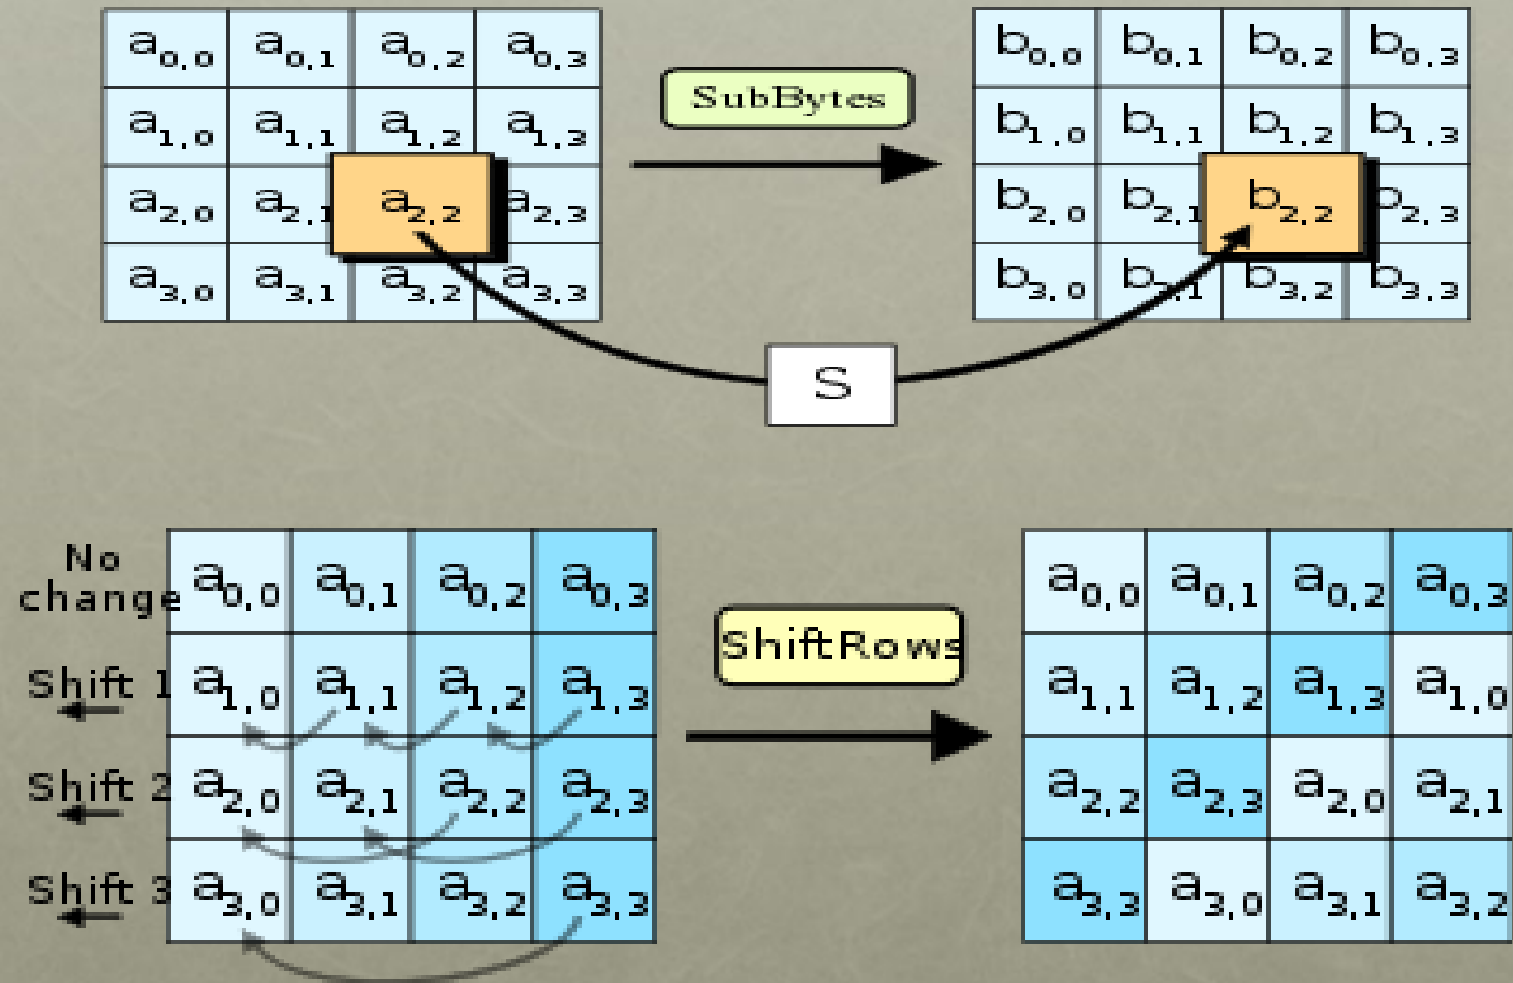 a0,0 a0,1 a0,2 a0,3
a1,0 a1,1 a1,2 a1,3
a2,0 a2,1 a2,2 a2,3
a3,0 a3,1 a3,2 a3,3
SubBytes
b0,0 b0,1 b0,2 b0,3
b1,0 b1,1 b1,2 b1,3
b2,0 b2,1 b2,2 b2,3
b3,0 b3,1 b3,2 b3,3
S
No
change
Shift 1
Shift 2
Shift 3
a0,0 a0,1 a0,2 a0,3
a1,0 a1,1 a1,2 a1,3
a2,0 a2,1 a2,2 a2,3
a3,0 a3,1 a3,2 a3,3
ShiftRows
a0,0 a0,1 a0,2 a0,3
a1,1 a1,2 a1,3 a1,0
a2,2 a2,3 a2,0 a2,1
a3,3 a3,0 a3,1 a3,2